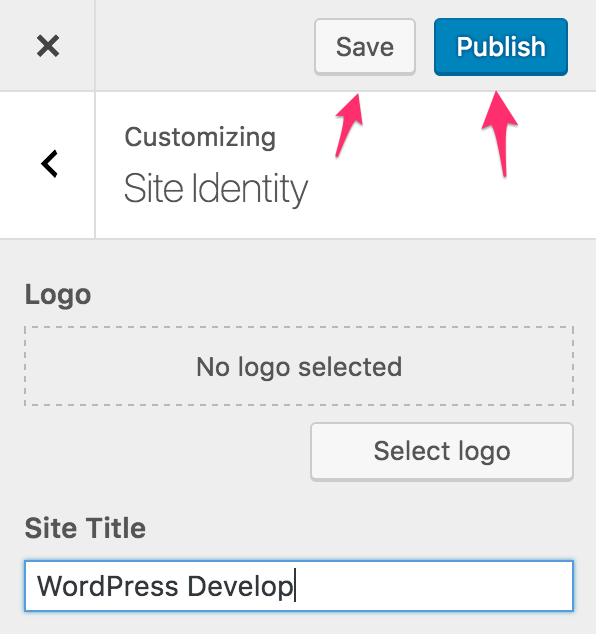 Save Publish
Customizing
Site Identity
Logo
No logo selected
Select logo
Site Title
WordPress Develop